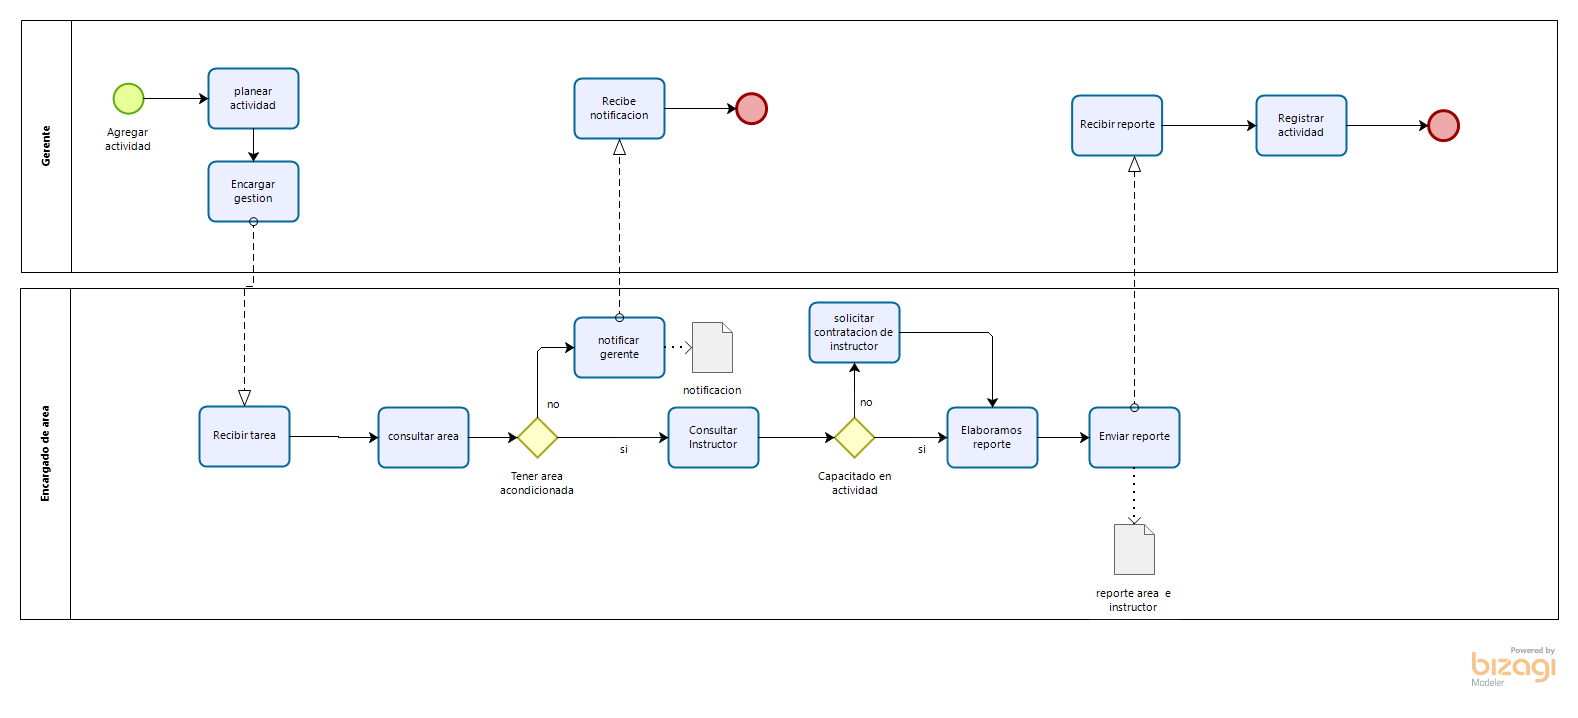 Gerente
Agregar
actividad
planear
actividad
Encargar
gestion
Recibe
notificacion
Recibir reporte
Registrar
actividad
Encargado de area
Recibir tarea
consultar area
Tener area
acondicionada
no
si
notificar
gerente
notificacion
Consultar
Instructor
solicitar
contratacion de
instructor
no
Capacitado en
actividad
si
Elaboramos
reporte
Enviar reporte
reporte area e
instructor
Powered by
bizagi
Modeler